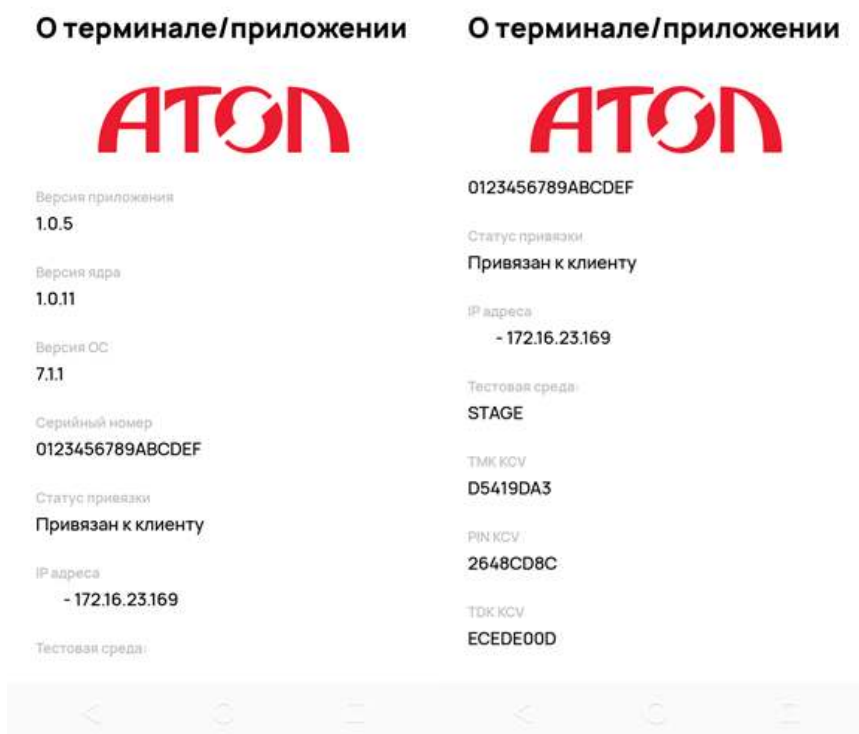 О терминале/приложении
АТОЛ
Версия приложения
1.0.5
Версия ядра
1.0.11
Версия ОС
7.1.1
Серийный номер
0123456789ABCDEF
Статус привязки
Привязан к клиенту
IP адреса
- 172.16.23.169
Тестовая среда:
О терминале/приложении
АТОЛ
0123456789ABCDEF
Статус привязки
Привязан к клиенту
IP адреса
- 172.16.23.169
Тестовая среда:
STAGE
TMK KCV
D5419DA3
PIN KCV
2648CD8C
TDK KCV
ECEDE00D